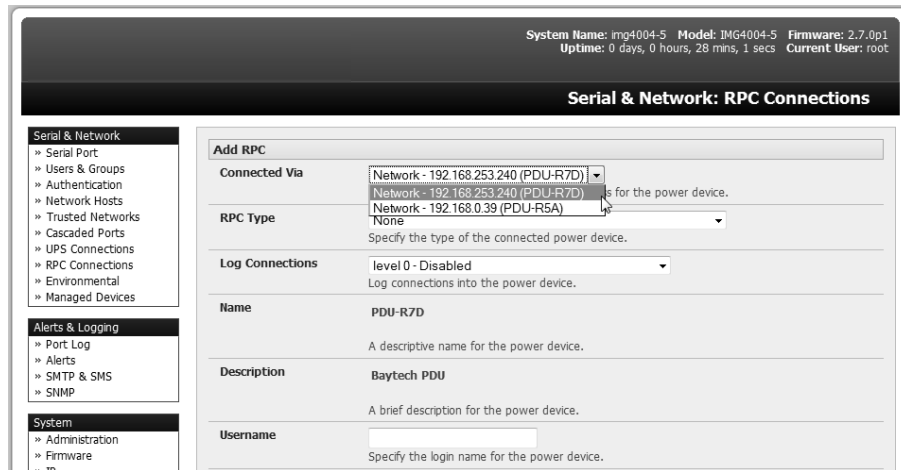 System Name: img4004-5 Model: IMG4004-5 Firmware: 2.7.0p1
Uptime: 0 days, 0 hours, 28 mins, 1 secs Current User: root
Serial & Network: RPC Connections
Serial & Network
» Serial Port
» Users & Groups
» Authentication
» Network Hosts
» Trusted Networks
» Cascaded Ports
» UPS Connections
» RPC Connections
» Environmental
» Managed Devices
Alerts & Logging
» Port Log
» Alerts
» SMTP & SMS
» SNMP
System
» Administration
» Firmware
Add RPC
Connected Via
Network - 192.168.253.240 (PDU-R7D)
Network - 192.168.253.240 (PDU-R7D)
for the power device.
Network - 192.168.0.39 (PDU-R5A)
RPC Type
None
Specify the type of the connected power device.
Log Connections
level 0 - Disabled
Log connections into the power device.
Name
PDU-R7D
A descriptive name for the power device.
Description
Baytech PDU
A brief description for the power device.
Username
Specify the login name for the power device.